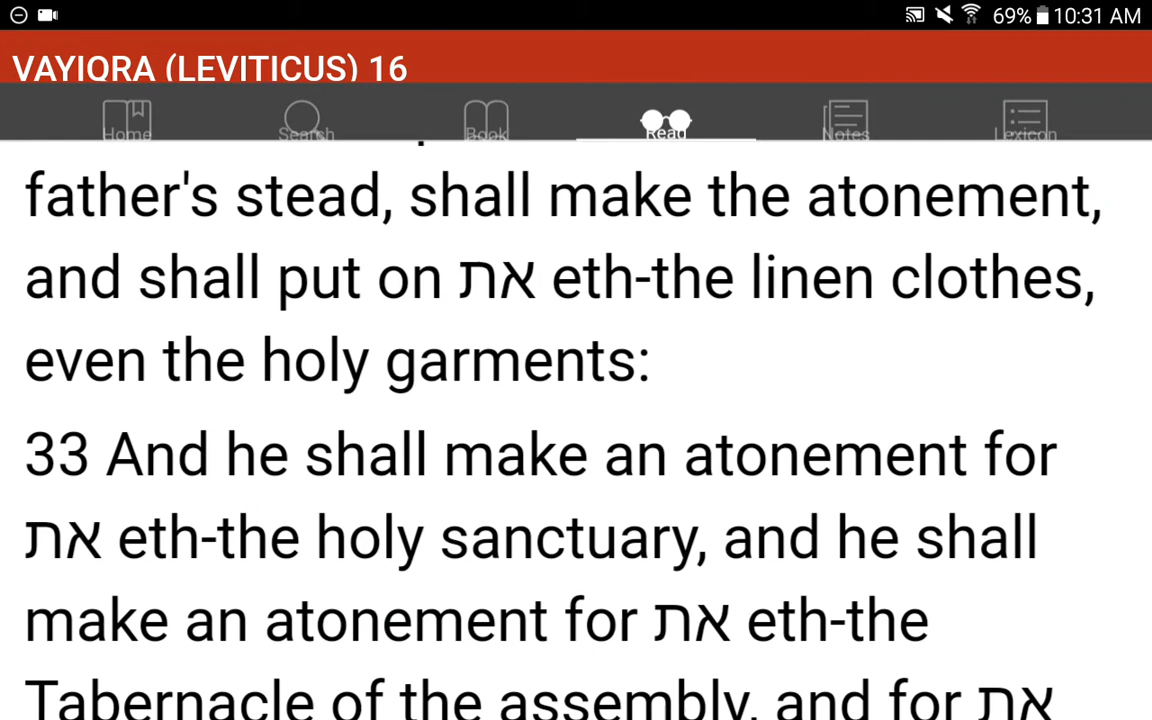 69% 10:31 AM
VAYIQRA (LEVITICUS) 16
Home Search Book Read Notes Lexicon
father's stead, shall make the atonement,
and shall put on את eth-the linen clothes,
even the holy garments:
33 And he shall make an atonement for
את eth-the holy sanctuary, and he shall
make an atonement for את eth-the
Tabernacle of the assembly, and for את